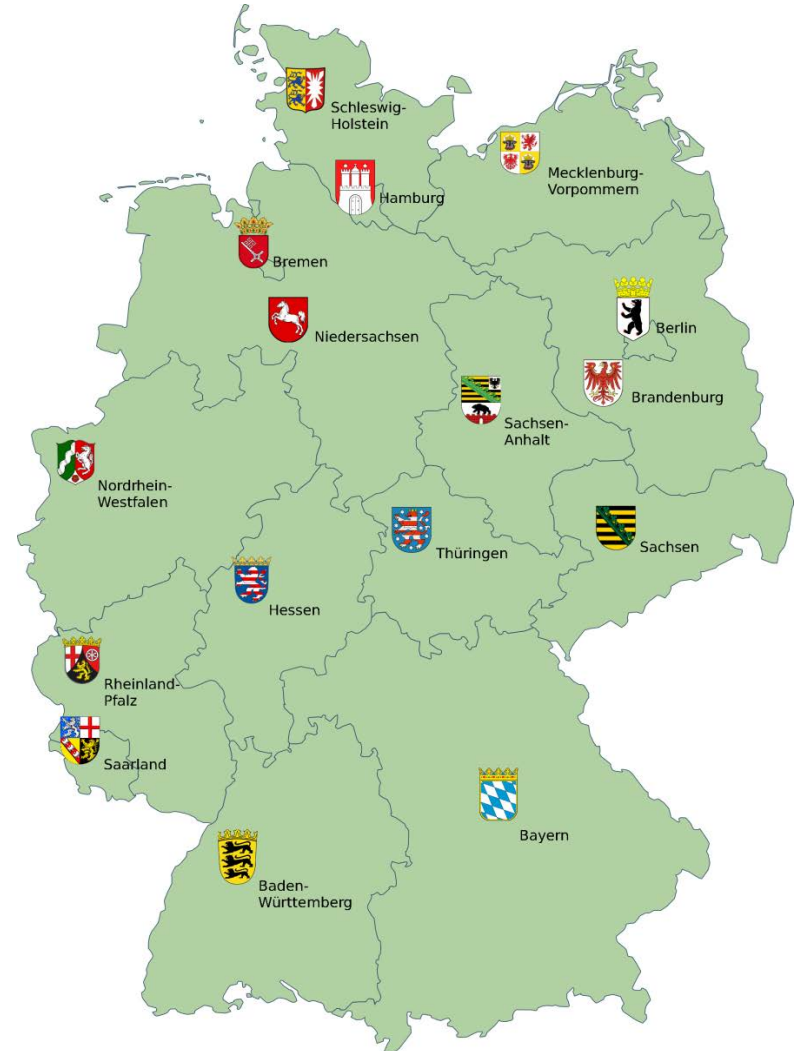 Schleswig-
Holstein
Mecklenburg-
Vorpommern
Hamburg
Bremen
Niedersachsen
Berlin
Brandenburg
Sachsen-
Anhalt
Nordrhein-
Westfalen
Thüringen
Sachsen
Hessen
Rheinland-
Pfalz
Saarland
Bayern
Baden-
Württemberg